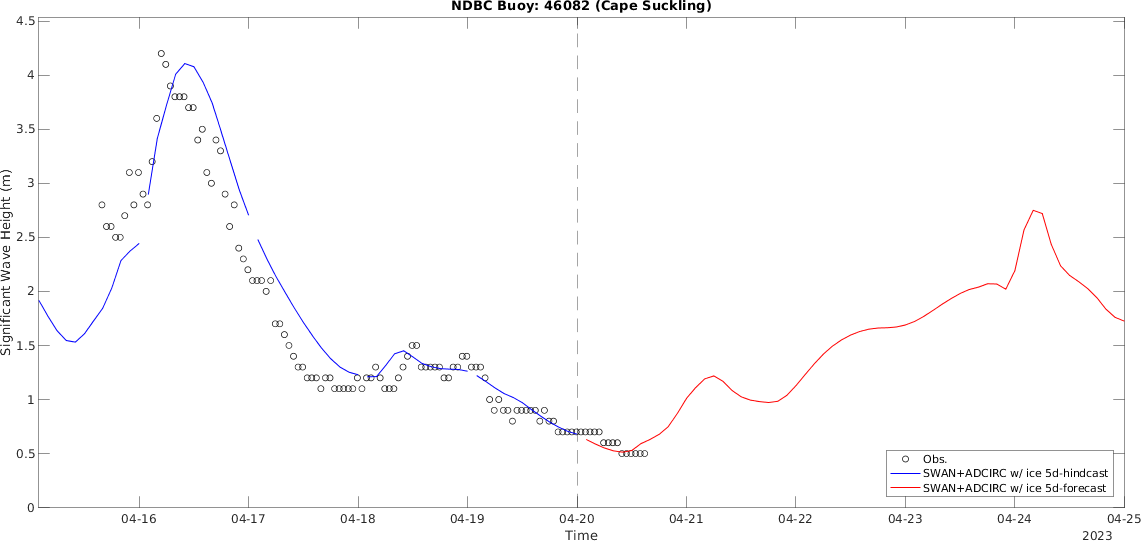 NDBC Buoy: 46082 (Cape Suckling)
4.5
4
3.5
3
2.5
2
1.5
1
0.5
0
Significant Wave Height (m)
Obs.
SWAN+ADCIRC w/ ice 5d-hindcast
SWAN+ADCIRC w/ ice 5d-forecast
04-16 04-17 04-18 04-19 04-20 04-21 04-22 04-23 04-24 04-25
Time
2023